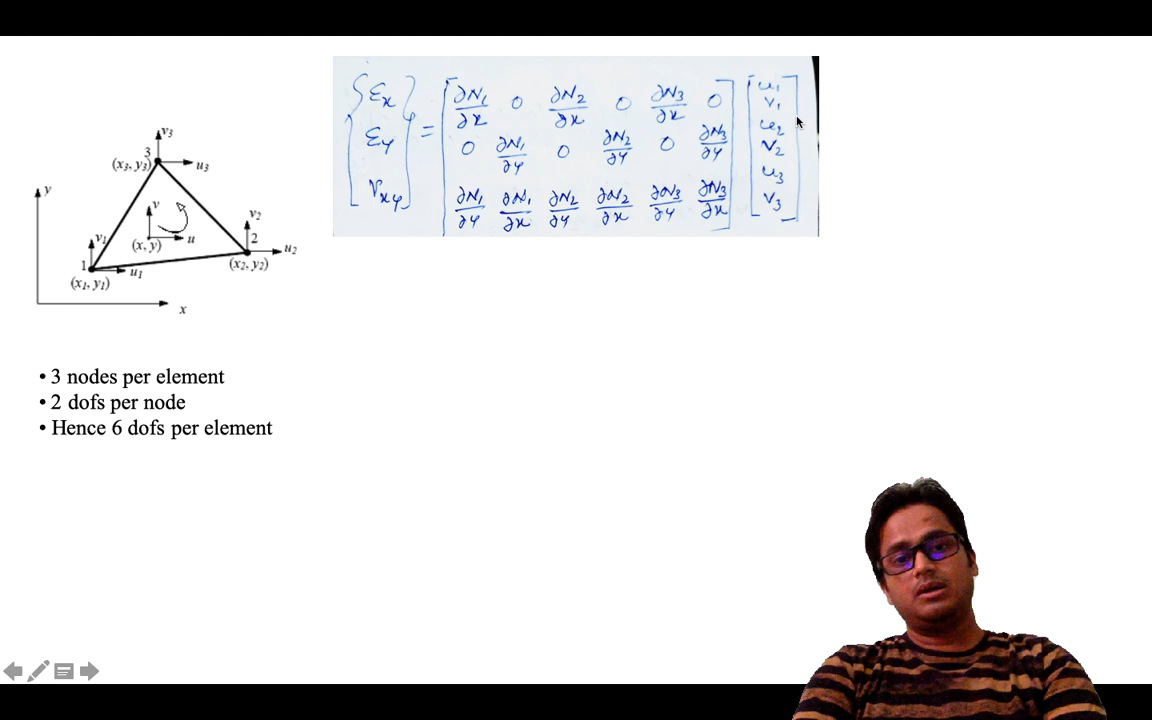 v3
3
(x3, y3)
u3
y
v
v2
v1
u
2
(x, y)
u2
1
(x2, y2)
u1
(x1, y1)
x
{εx εy γxy} = [∂N1/∂x 0 ∂N2/∂x 0 ∂N3/∂x 0
0 ∂N1/∂y 0 ∂N2/∂y 0 ∂N3/∂y
∂N1/∂y ∂N1/∂x ∂N2/∂y ∂N2/∂x ∂N3/∂y ∂N3/∂x]
[u1
v1
u2
v2
u3
v3]
• 3 nodes per element
• 2 dofs per node
• Hence 6 dofs per element